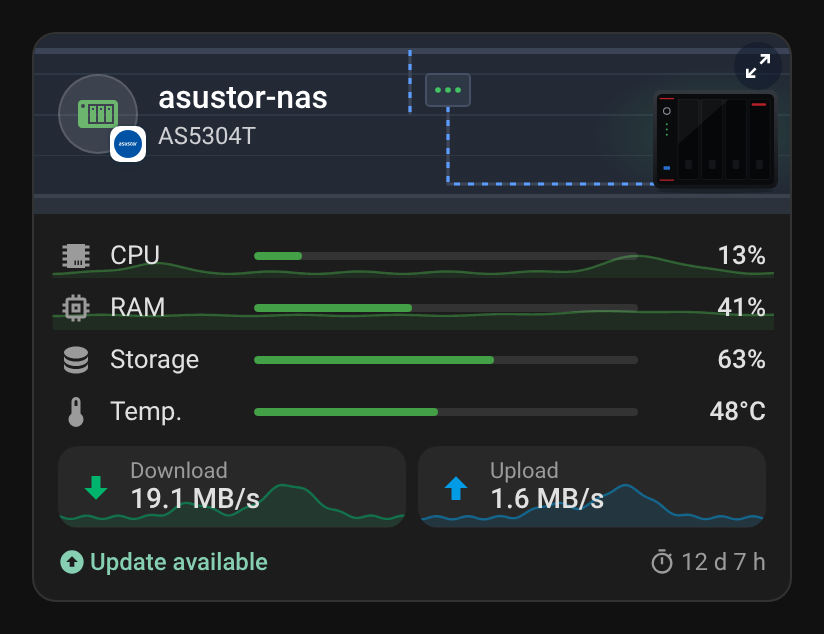 asustor-nas
asustor
AS5304T
CPU
13%
RAM
41%
Storage
63%
Temp.
48°C
Download
19.1 MB/s
Upload
1.6 MB/s
Update available
12 d 7 h